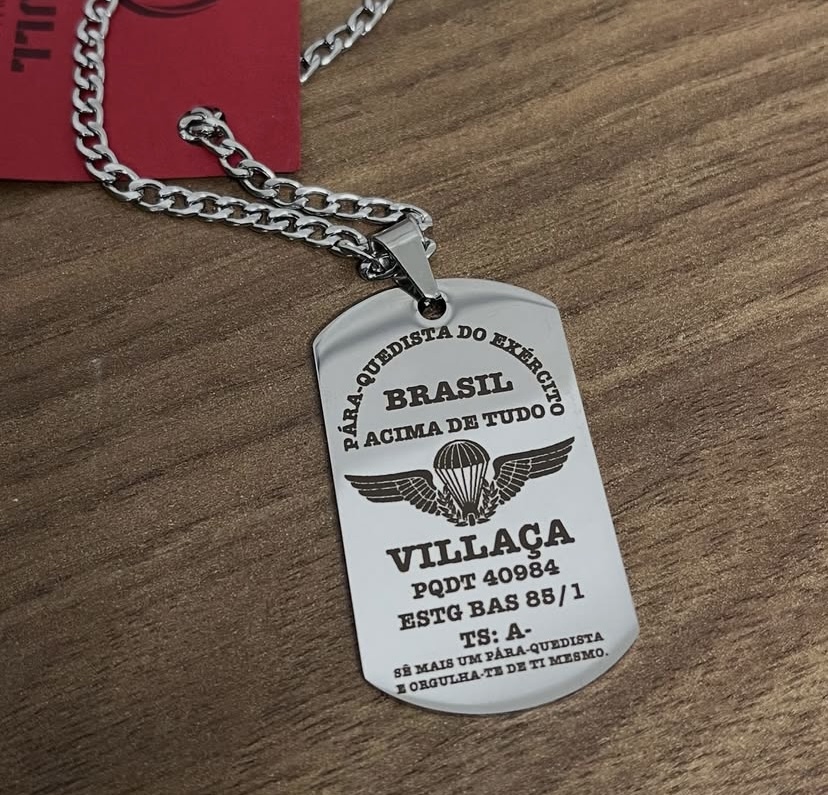 PÁRA-QUEDISTA DO EXÉRCITO
BRASIL
ACIMA DE TUDO
VILLAÇA
PQDT 40984
ESTG BAS 85/1
TS: A-
SÊ MAIS UM PÁRA-QUEDISTA
E ORGULHA-TE DE TI MESMO.